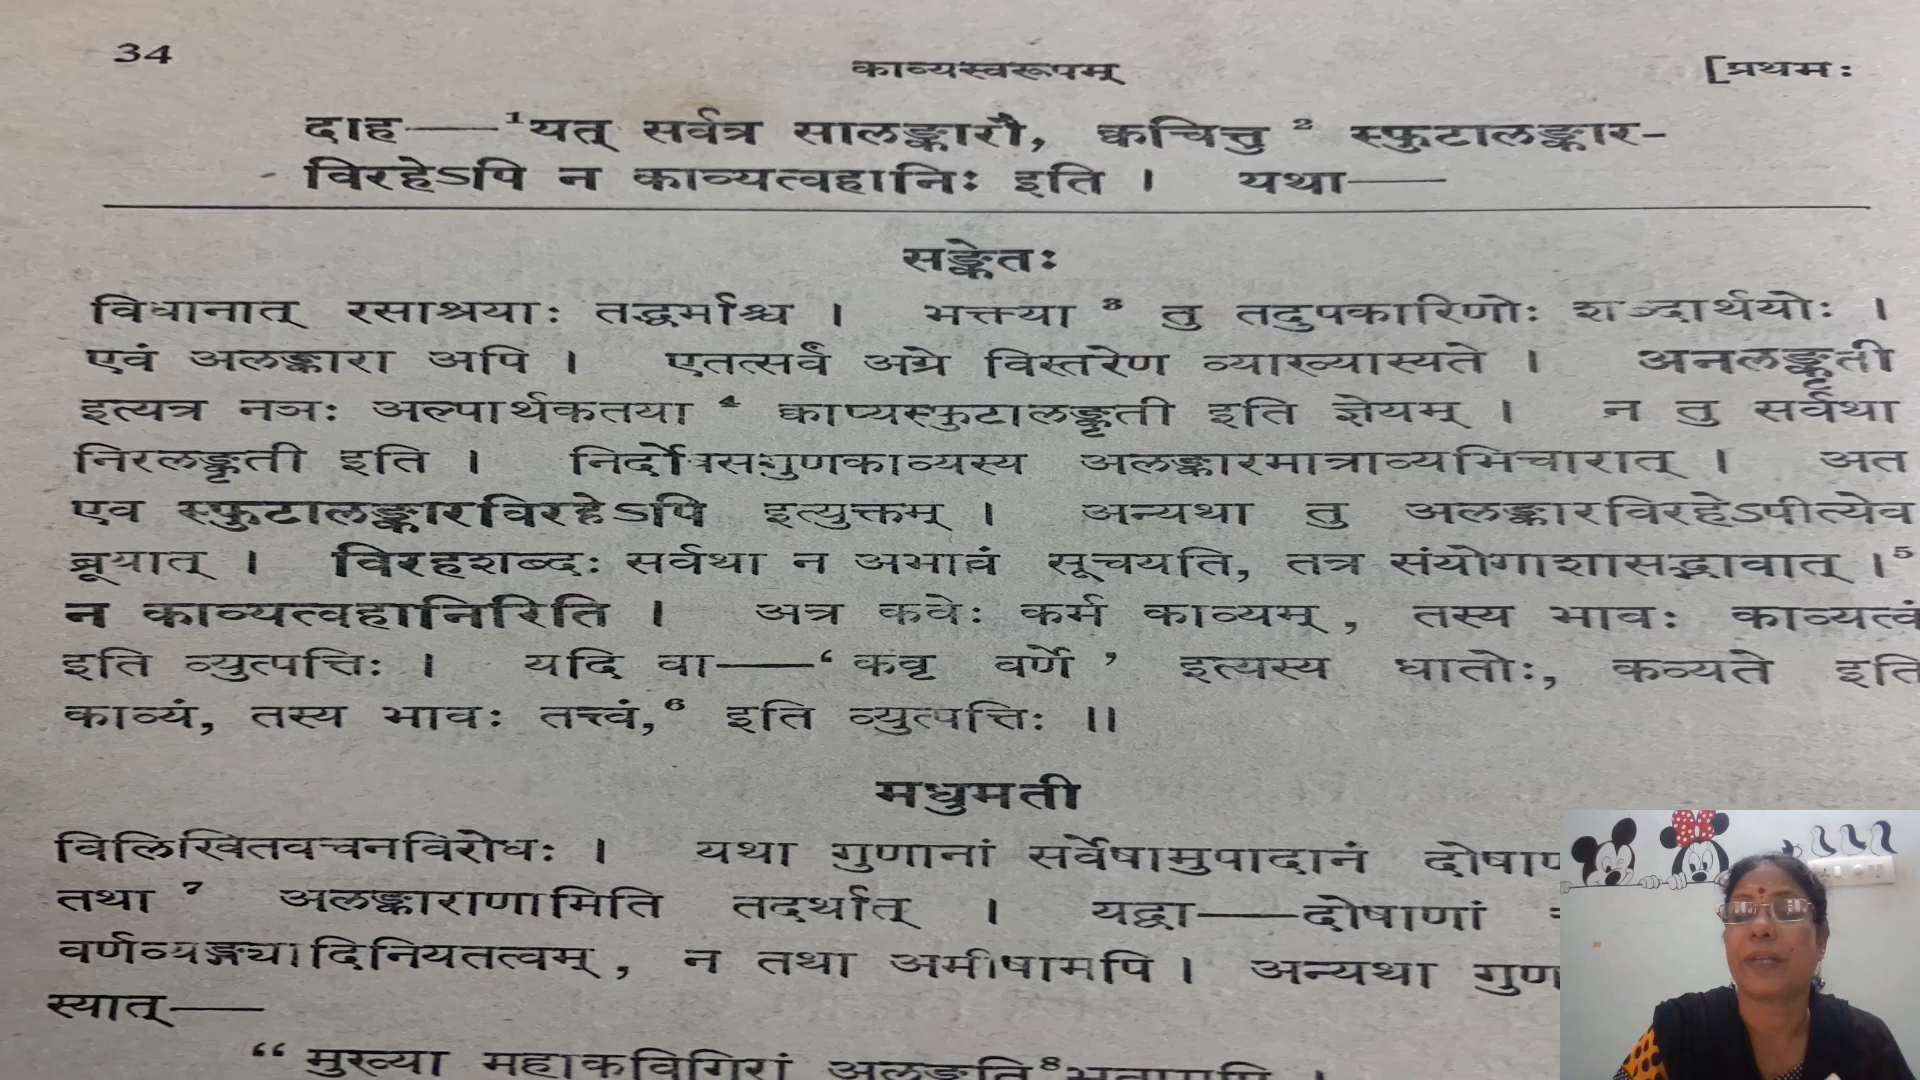 34
काव्यस्वरूपम्
[प्रथमः
दाह—¹यत् सर्वत्र सालङ्कारौ, क्वचित्तु ² स्फुटालङ्कार-
विरहेऽपि न काव्यत्वहानिः इति । यथा—
सङ्केतः
विधानात् रसाश्रयाः तद्धर्माश्च । भक्त्या ³ तु तदुपकारिणोः शब्दार्थयोः ।
एवं अलङ्कारा अपि । एतत्सर्वं अग्रे विस्तरेण व्याख्यास्यते । अनलङ्कृती
इत्यत्र नञः अल्पार्थकतया ⁴ क्वाप्यस्फुटालङ्कृती इति ज्ञेयम् । न तु सर्वथा
निरलङ्कृती इति । निर्दोषसगुणकाव्यस्य अलङ्कारमात्राव्यभिचारात् । अत
एव स्फुटालङ्कारविरहेऽपि इत्युक्तम् । अन्यथा तु अलङ्कारविरहेऽपीत्येव
ब्रूयात् । विरहशब्दः सर्वथा न अभावं सूचयति, तत्र संयोगाशासद्भावात् ।⁵
न काव्यत्वहानिरिति । अत्र कवेः कर्म काव्यम्, तस्य भावः काव्यत्वं
इति व्युत्पत्तिः । यदि वा—‘कवृ वर्णे’ इत्यस्य धातोः, कव्यते इति
काव्यं, तस्य भावः तत्त्वं,⁶ इति व्युत्पत्तिः ॥
मधुमती
विलिखितवचनविरोधः । यथा गुणानां सर्वेषामुपादानं
तथा ⁷ अलङ्काराणामिति तदर्थात् । यद्वा—दोषाणां
वर्णव्यङ्ग्यादिनियतत्वम्, न तथा अमीषामपि । अन्यथा गुण
स्यात्—
“मुख्या महाकविगिरां